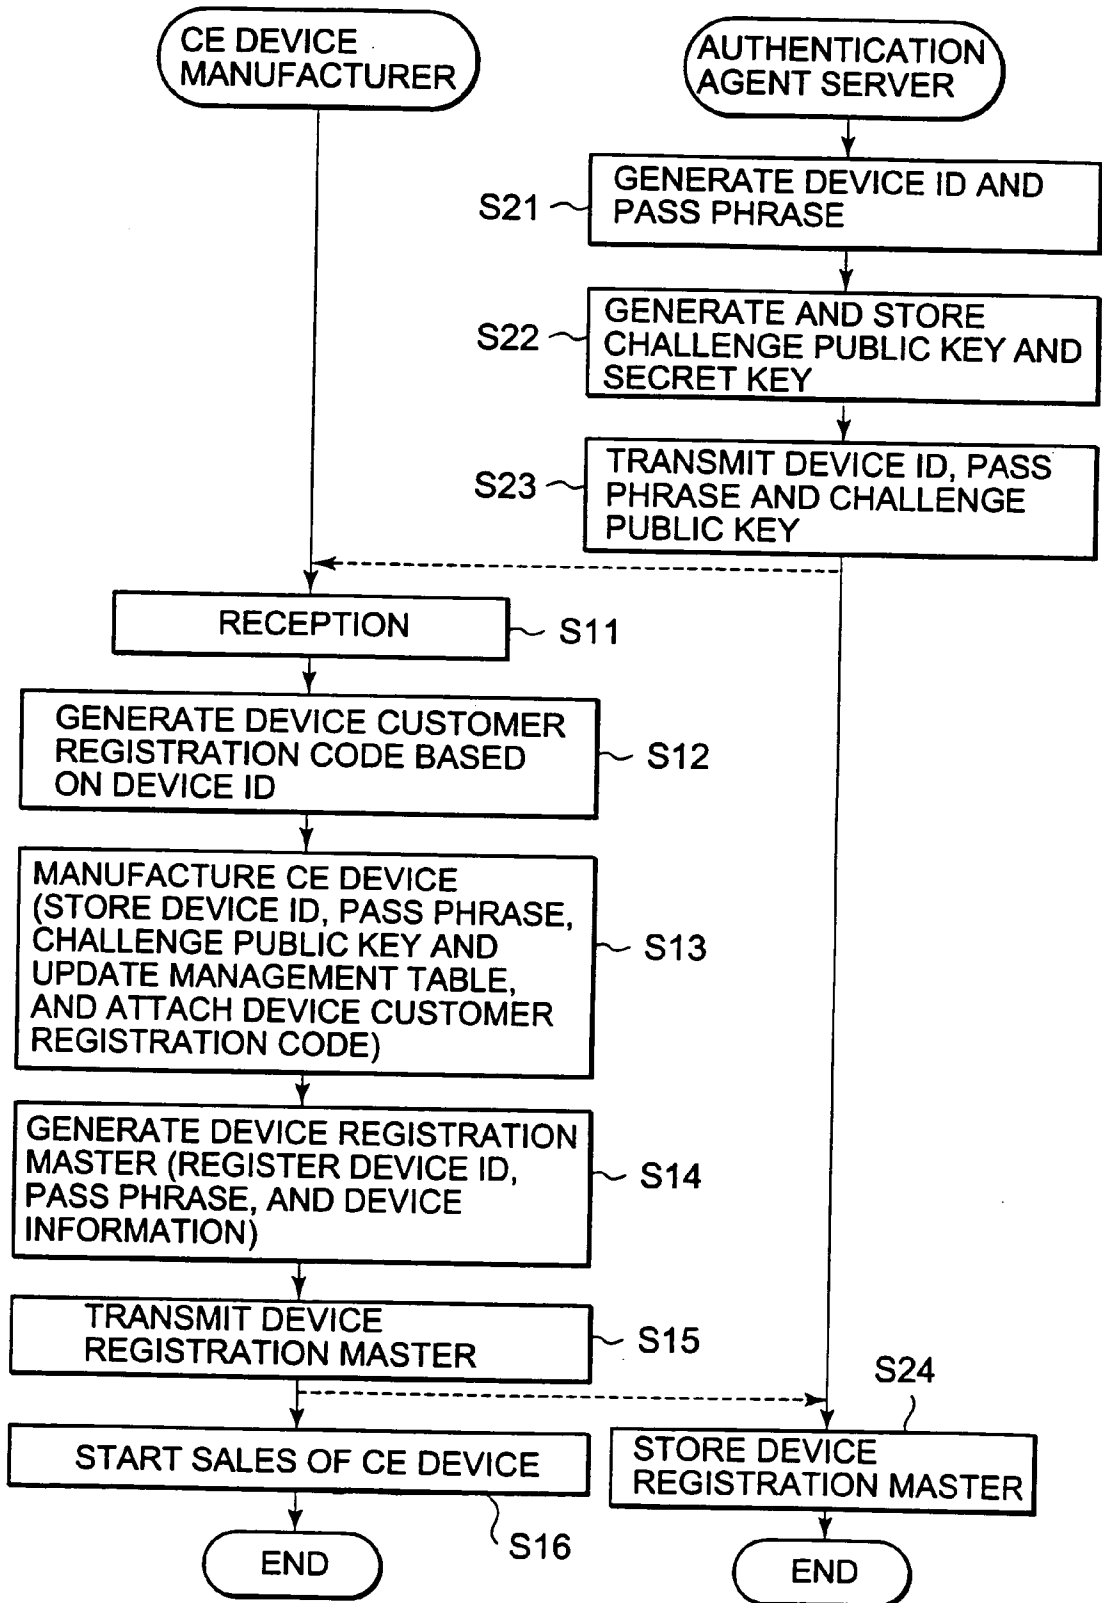 CE DEVICE
MANUFACTURER
AUTHENTICATION
AGENT SERVER
S21
GENERATE DEVICE ID AND
PASS PHRASE
S22
GENERATE AND STORE
CHALLENGE PUBLIC KEY AND
SECRET KEY
S23
TRANSMIT DEVICE ID, PASS
PHRASE AND CHALLENGE
PUBLIC KEY
RECEPTION
S11
GENERATE DEVICE CUSTOMER
REGISTRATION CODE BASED
ON DEVICE ID
S12
MANUFACTURE CE DEVICE
(STORE DEVICE ID, PASS PHRASE,
CHALLENGE PUBLIC KEY AND
UPDATE MANAGEMENT TABLE,
AND ATTACH DEVICE CUSTOMER
REGISTRATION CODE)
S13
GENERATE DEVICE REGISTRATION
MASTER (REGISTER DEVICE ID,
PASS PHRASE, AND DEVICE
INFORMATION)
S14
TRANSMIT DEVICE
REGISTRATION MASTER
S15
S24
START SALES OF CE DEVICE
S16
STORE DEVICE
REGISTRATION MASTER
END
END